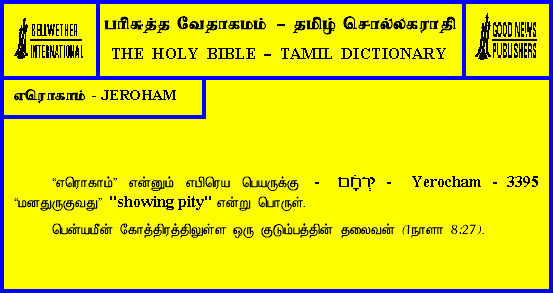 BELLWETHER
INTERNATIONAL
பரிசுத்த வேதாகமம் – தமிழ் சொல்லகராதி
THE HOLY BIBLE – TAMIL DICTIONARY
GOOD NEWS
PUBLISHERS
எரொகாம் - JEROHAM
“எரொகாம்” என்னும் எபிரெய பெயருக்கு - יְרֹחָם - Yerocham - 3395
“மனதுருகுவது” "showing pity" என்று பொருள்.
பென்யமீன் கோத்திரத்திலுள்ள ஒரு குடும்பத்தின் தலைவன் (1நாளா 8:27).